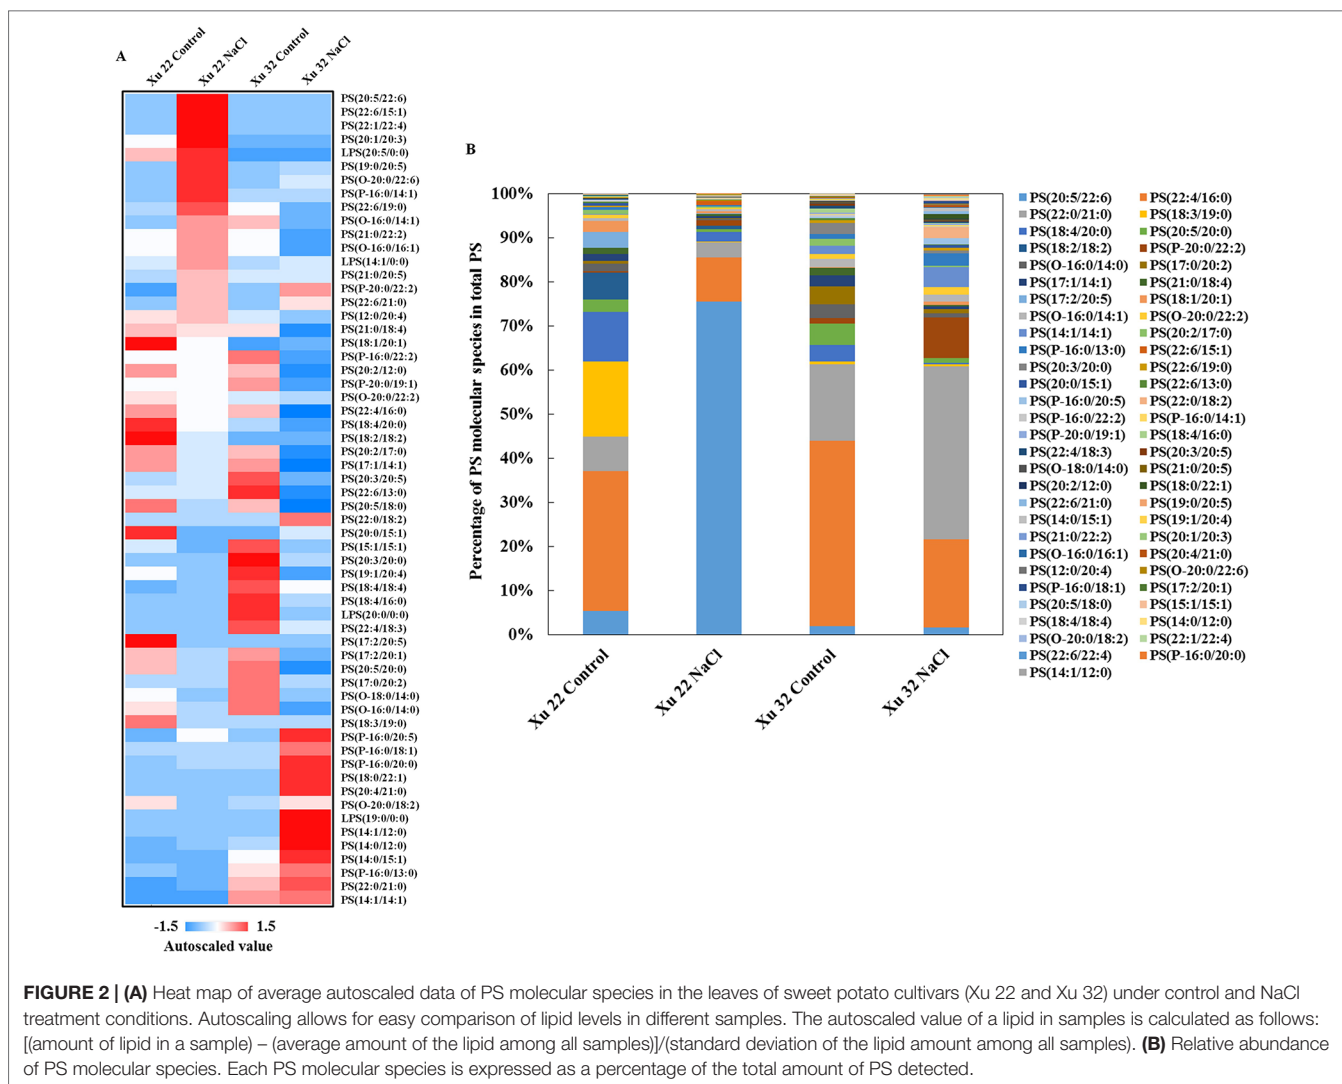 A
Xu 22 Control
Xu 22 NaCl
Xu 32 Control
Xu 32 NaCl
PS(20:5/22:6)
PS(22:6/15:1)
PS(22:1/22:4)
PS(20:1/20:3)
LPS(20:5/0:0)
PS(19:0/20:5)
PS(O-20:0/22:6)
PS(P-16:0/14:1)
PS(22:6/19:0)
PS(O-16:0/14:1)
PS(21:0/22:2)
PS(O-16:0/16:1)
LPS(14:1/0:0)
PS(21:0/20:5)
PS(P-20:0/22:2)
PS(22:6/21:0)
PS(12:0/20:4)
PS(21:0/18:4)
PS(18:1/20:1)
PS(P-16:0/22:2)
PS(20:2/12:0)
PS(P-20:0/19:1)
PS(O-20:0/22:2)
PS(22:4/16:0)
PS(18:4/20:0)
PS(18:2/18:2)
PS(20:2/17:0)
PS(17:1/14:1)
PS(20:3/20:5)
PS(22:6/13:0)
PS(20:5/18:0)
PS(22:0/18:2)
PS(20:0/15:1)
PS(15:1/15:1)
PS(20:3/20:0)
PS(19:1/20:4)
PS(18:4/18:4)
PS(18:4/16:0)
LPS(20:0/0:0)
PS(22:4/18:3)
PS(17:2/20:5)
PS(17:2/20:1)
PS(20:5/20:0)
PS(17:0/20:2)
PS(O-18:0/14:0)
PS(O-16:0/14:0)
PS(18:3/19:0)
PS(P-16:0/20:5)
PS(P-16:0/18:1)
PS(P-16:0/20:0)
PS(18:0/22:1)
PS(20:4/21:0)
PS(O-20:0/18:2)
LPS(19:0/0:0)
PS(14:1/12:0)
PS(14:0/12:0)
PS(14:0/15:1)
PS(P-16:0/13:0)
PS(22:0/21:0)
PS(14:1/14:1)
-1.5 1.5
Autoscaled value
B
Percentage of PS molecular species in total PS
100%
90%
80%
70%
60%
50%
40%
30%
20%
10%
0%
Xu 22 Control
Xu 22 NaCl
Xu 32 Control
Xu 32 NaCl
PS(20:5/22:6) PS(22:4/16:0)
PS(22:0/21:0) PS(18:3/19:0)
PS(18:4/20:0) PS(20:5/20:0)
PS(18:2/18:2) PS(P-20:0/22:2)
PS(O-16:0/14:0) PS(17:0/20:2)
PS(17:1/14:1) PS(21:0/18:4)
PS(17:2/20:5) PS(18:1/20:1)
PS(O-16:0/14:1) PS(O-20:0/22:2)
PS(14:1/14:1) PS(20:2/17:0)
PS(P-16:0/13:0) PS(22:6/15:1)
PS(20:3/20:0) PS(22:6/19:0)
PS(20:0/15:1) PS(22:6/13:0)
PS(P-16:0/20:5) PS(22:0/18:2)
PS(P-16:0/22:2) PS(P-16:0/14:1)
PS(P-20:0/19:1) PS(18:4/16:0)
PS(22:4/18:3) PS(20:3/20:5)
PS(O-18:0/14:0) PS(21:0/20:5)
PS(20:2/12:0) PS(18:0/22:1)
PS(22:6/21:0) PS(19:0/20:5)
PS(14:0/15:1) PS(19:1/20:4)
PS(21:0/22:2) PS(20:1/20:3)
PS(O-16:0/16:1) PS(20:4/21:0)
PS(12:0/20:4) PS(O-20:0/22:6)
PS(P-16:0/18:1) PS(17:2/20:1)
PS(20:5/18:0) PS(15:1/15:1)
PS(18:4/18:4) PS(14:0/12:0)
PS(O-20:0/18:2) PS(22:1/22:4)
PS(22:6/22:4) PS(P-16:0/20:0)
PS(14:1/12:0)
FIGURE 2 | (A) Heat map of average autoscaled data of PS molecular species in the leaves of sweet potato cultivars (Xu 22 and Xu 32) under control and NaCl
treatment conditions. Autoscaling allows for easy comparison of lipid levels in different samples. The autoscaled value of a lipid in samples is calculated as follows:
[(amount of lipid in a sample) – (average amount of the lipid among all samples)]/(standard deviation of the lipid amount among all samples). (B) Relative abundance
of PS molecular species. Each PS molecular species is expressed as a percentage of the total amount of PS detected.